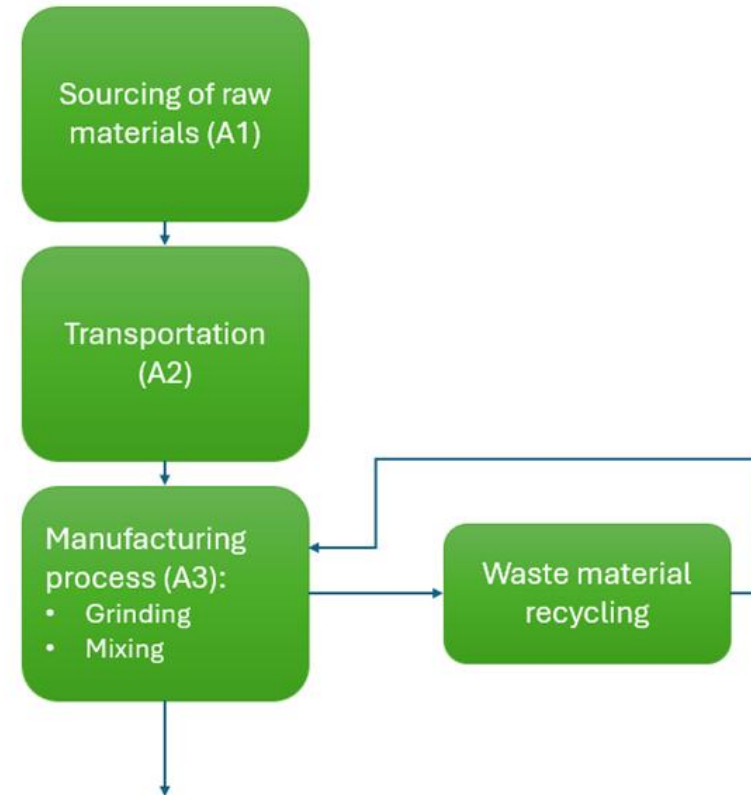 Sourcing of raw
materials (A1)
Transportation
(A2)
Manufacturing
process (A3):
• Grinding
• Mixing
Waste material
recycling